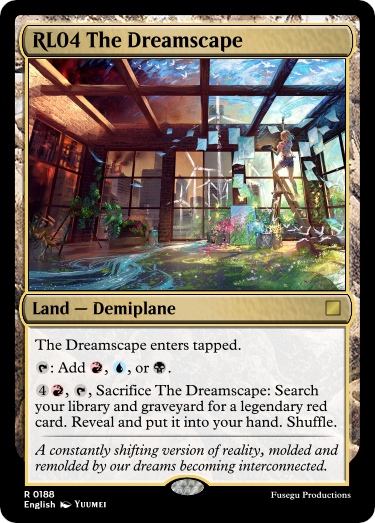 RL04 The Dreamscape
Land — Demiplane
The Dreamscape enters tapped.
: Add , , or .
4 , , Sacrifice The Dreamscape: Search
your library and graveyard for a legendary red
card. Reveal and put it into your hand. Shuffle.
A constantly shifting version of reality, molded and
remolded by our dreams becoming interconnected.
R 0188
Fusegu Productions
English Yuumei